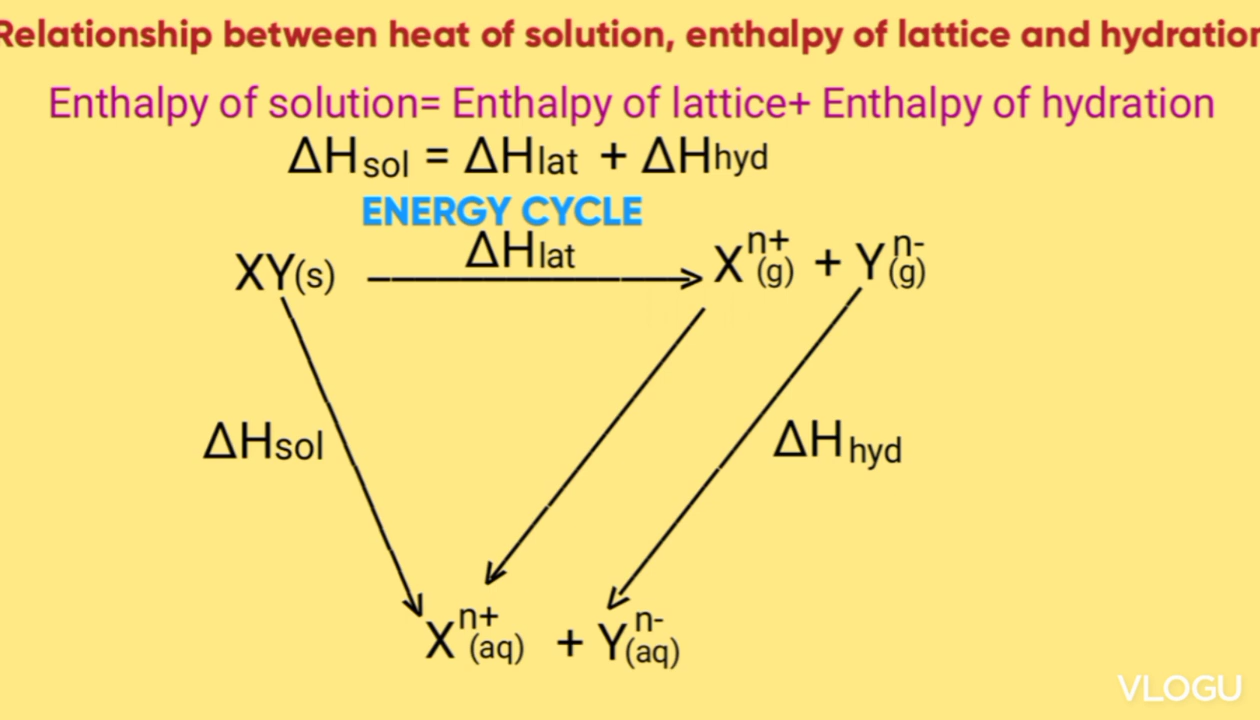 Relationship between heat of solution, enthalpy of lattice and hydration
Enthalpy of solution= Enthalpy of lattice+ Enthalpy of hydration
ΔHsol = ΔHlat + ΔHhyd
ENERGY CYCLE
ΔHlat
XY(s) X n+ (g) + Y n- (g)
ΔHsol ΔHhyd
X n+ (aq) + Y n- (aq)
VLOGU